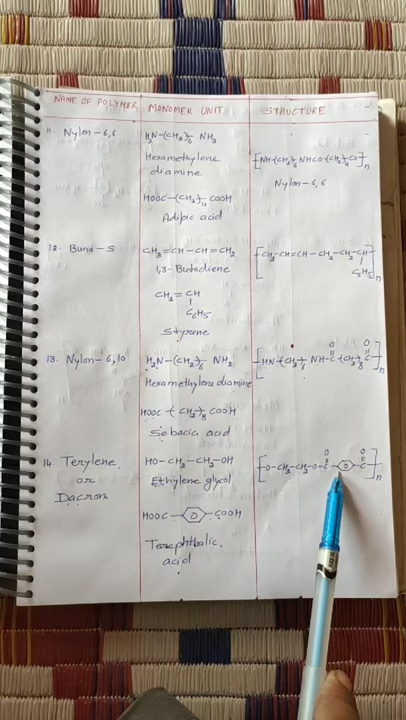 NAME OF POLYMER MONOMER UNIT STRUCTURE
11. Nylon-6,6 H₂N-(CH₂)₆ NH₂
Hexamethylene
diamine
[NH-(CH₂)₆ NHCO-(CH₂)₄CO]n
Nylon-6,6
HOOC-(CH₂)₄ COOH
Adipic acid
12. Buna-S CH₂=CH-CH=CH₂ [CH₂-CH=CH-CH₂-CH₂-CH]n
1,3-Butadiene C₆H₅
CH₂=CH
C₆H₅
Styrene
13. Nylon-6,10 H₂N-(CH₂)₆ NH₂ [HN-(CH₂)₆ NH-C-(CH₂)₈-C]n
O O
Hexamethylene diamine
HOOC-(CH₂)₈ COOH
Sebacic acid
14. Terylene HO-CH₂-CH₂-OH [O-CH₂-CH₂-O-C- -C]n
O O
or Ethylene glycol
Dacron
HOOC- -COOH
Terephthalic
acid